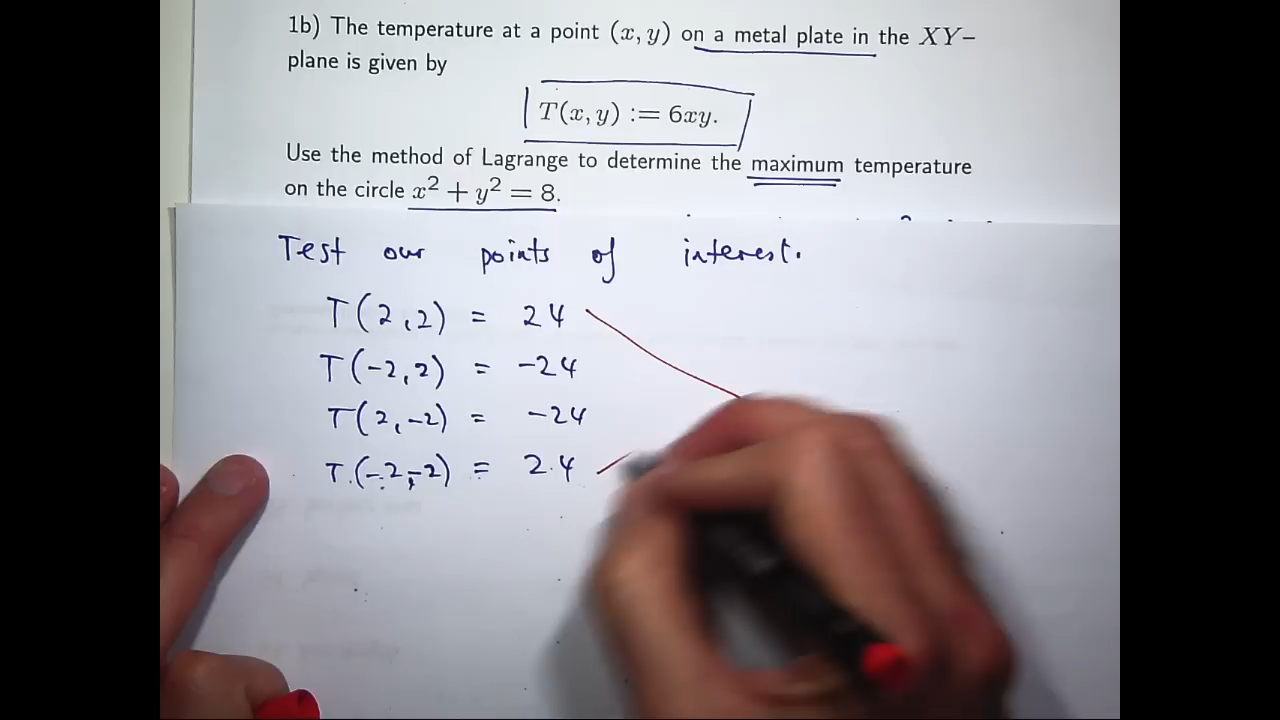 1b) The temperature at a point (x, y) on a metal plate in the XY–
plane is given by
T(x, y) := 6xy.
Use the method of Lagrange to determine the maximum temperature
on the circle x² + y² = 8.
Test our points of interest.
T(2,2) = 24
T(-2,2) = -24
T(2,-2) = -24
T(-2,-2) = 24